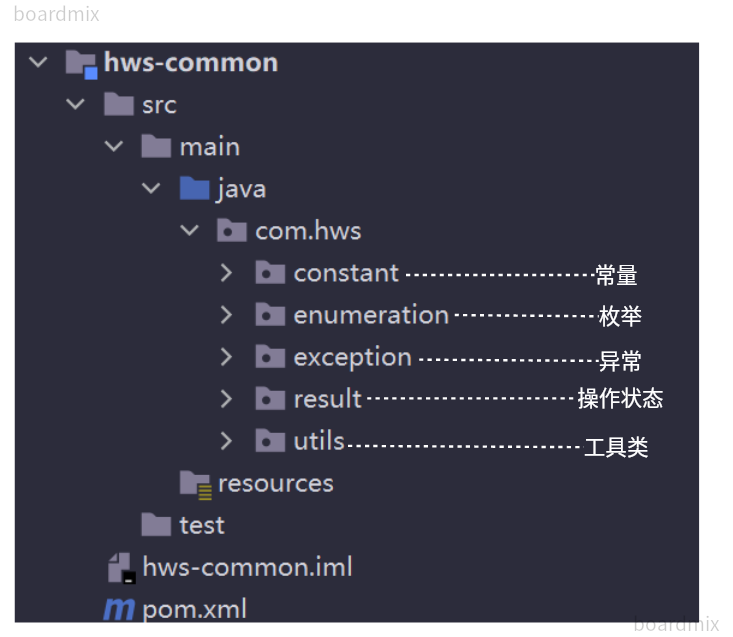 boardmix
hws-common
src
main
java
com.hws
constant 常量
enumeration 枚举
exception 异常
result 操作状态
utils 工具类
resources
test
hws-common.iml
pom.xml
boardmix